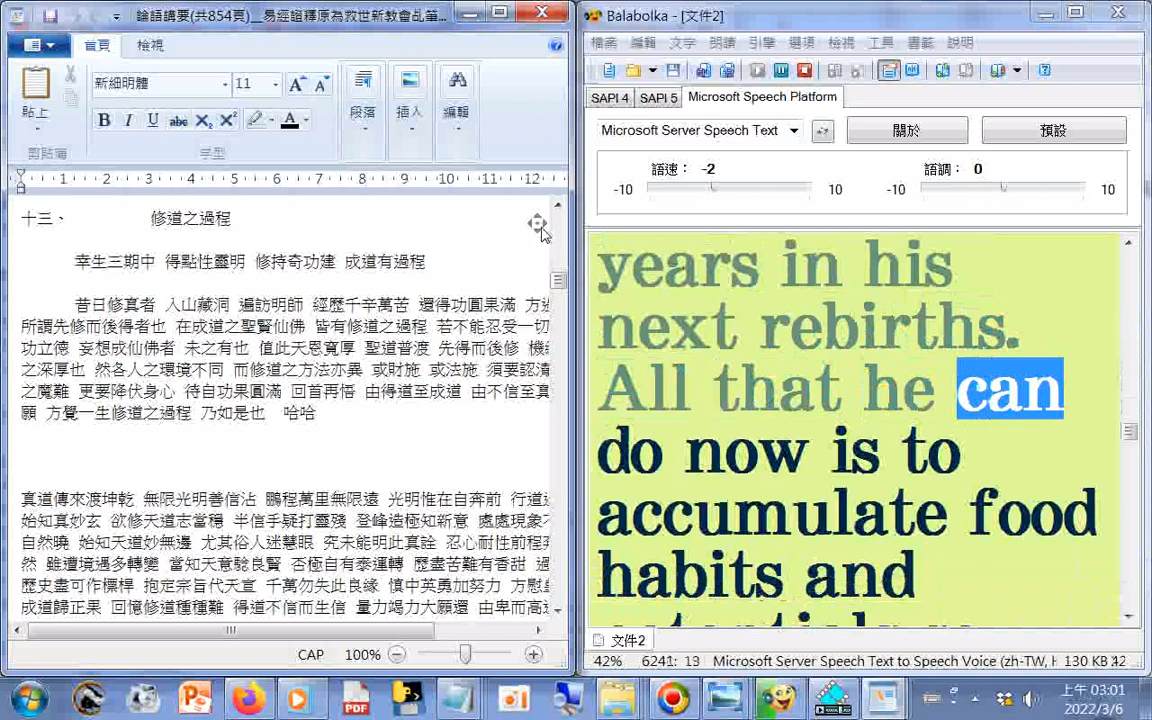 論語講要(共854頁)__易經證釋原為救世新教會乩筆...
首頁
檢視
新細明體
11
貼上
段落
插入
編輯
剪貼簿
字型
1 2 3 4 5 6 7 8 9 10 11 12
十三、 修道之過程
幸生三期中 得點性靈明 修持奇功建 成道有過程
昔日修真者 入山藏洞 遍訪明師 經歷千辛萬苦 還得功圓果滿 方
所謂先修而後得者也 在成道之聖賢仙佛 皆有修道之過程 若不能忍受一切
功立德 妄想成仙佛者 未之有也 值此天恩寬厚 聖道普渡 先得而後修 機
之深厚也 然各人之環境不同 而修道之方法亦異 或財施 或法施 須要認清
之魔難 更要降伏身心 待自功果圓滿 回首再悟 由得道至成道 由不信至真
願 方覺一生修道之過程 乃如是也 哈哈
真道傳來渡坤乾 無限光明善信沾 鵬程萬里無限遠 光明惟在自奔前 行道
始知真妙玄 欲修天道志當穩 半信半疑打靈殘 登峰造極知新意 處處現象
自然曉 始知天道妙無邊 尤其俗人迷慧眼 究未能明此真詮 忍心耐性前程
然 雖遭境遇多轉變 當知天意驗良賢 否極自有泰運轉 歷盡苦難有香甜
歷史盡可作標桿 抱定宗旨代天宣 千萬勿失此良緣 慎中英勇加努力 方慰
成道歸正果 回憶修道種種難 得道不信而生信 量力竭力大願還 由卑而高
CAP 100%
Balabolka - [文件2]
檔案 編輯 文字 朗讀 引擎 選項 檢視 工具 書籤 說明
SAPI 4 SAPI 5 Microsoft Speech Platform
Microsoft Server Speech Text
關於
預設
語速： -2
語調： 0
-10 10 -10 10
years in his
next rebirths.
All that he can
do now is to
accumulate food
habits and
文件2
42% 6241: 13 Microsoft Server Speech Text to Speech Voice (zh-TW, H 130 KB
上午 03:01
2022/3/6